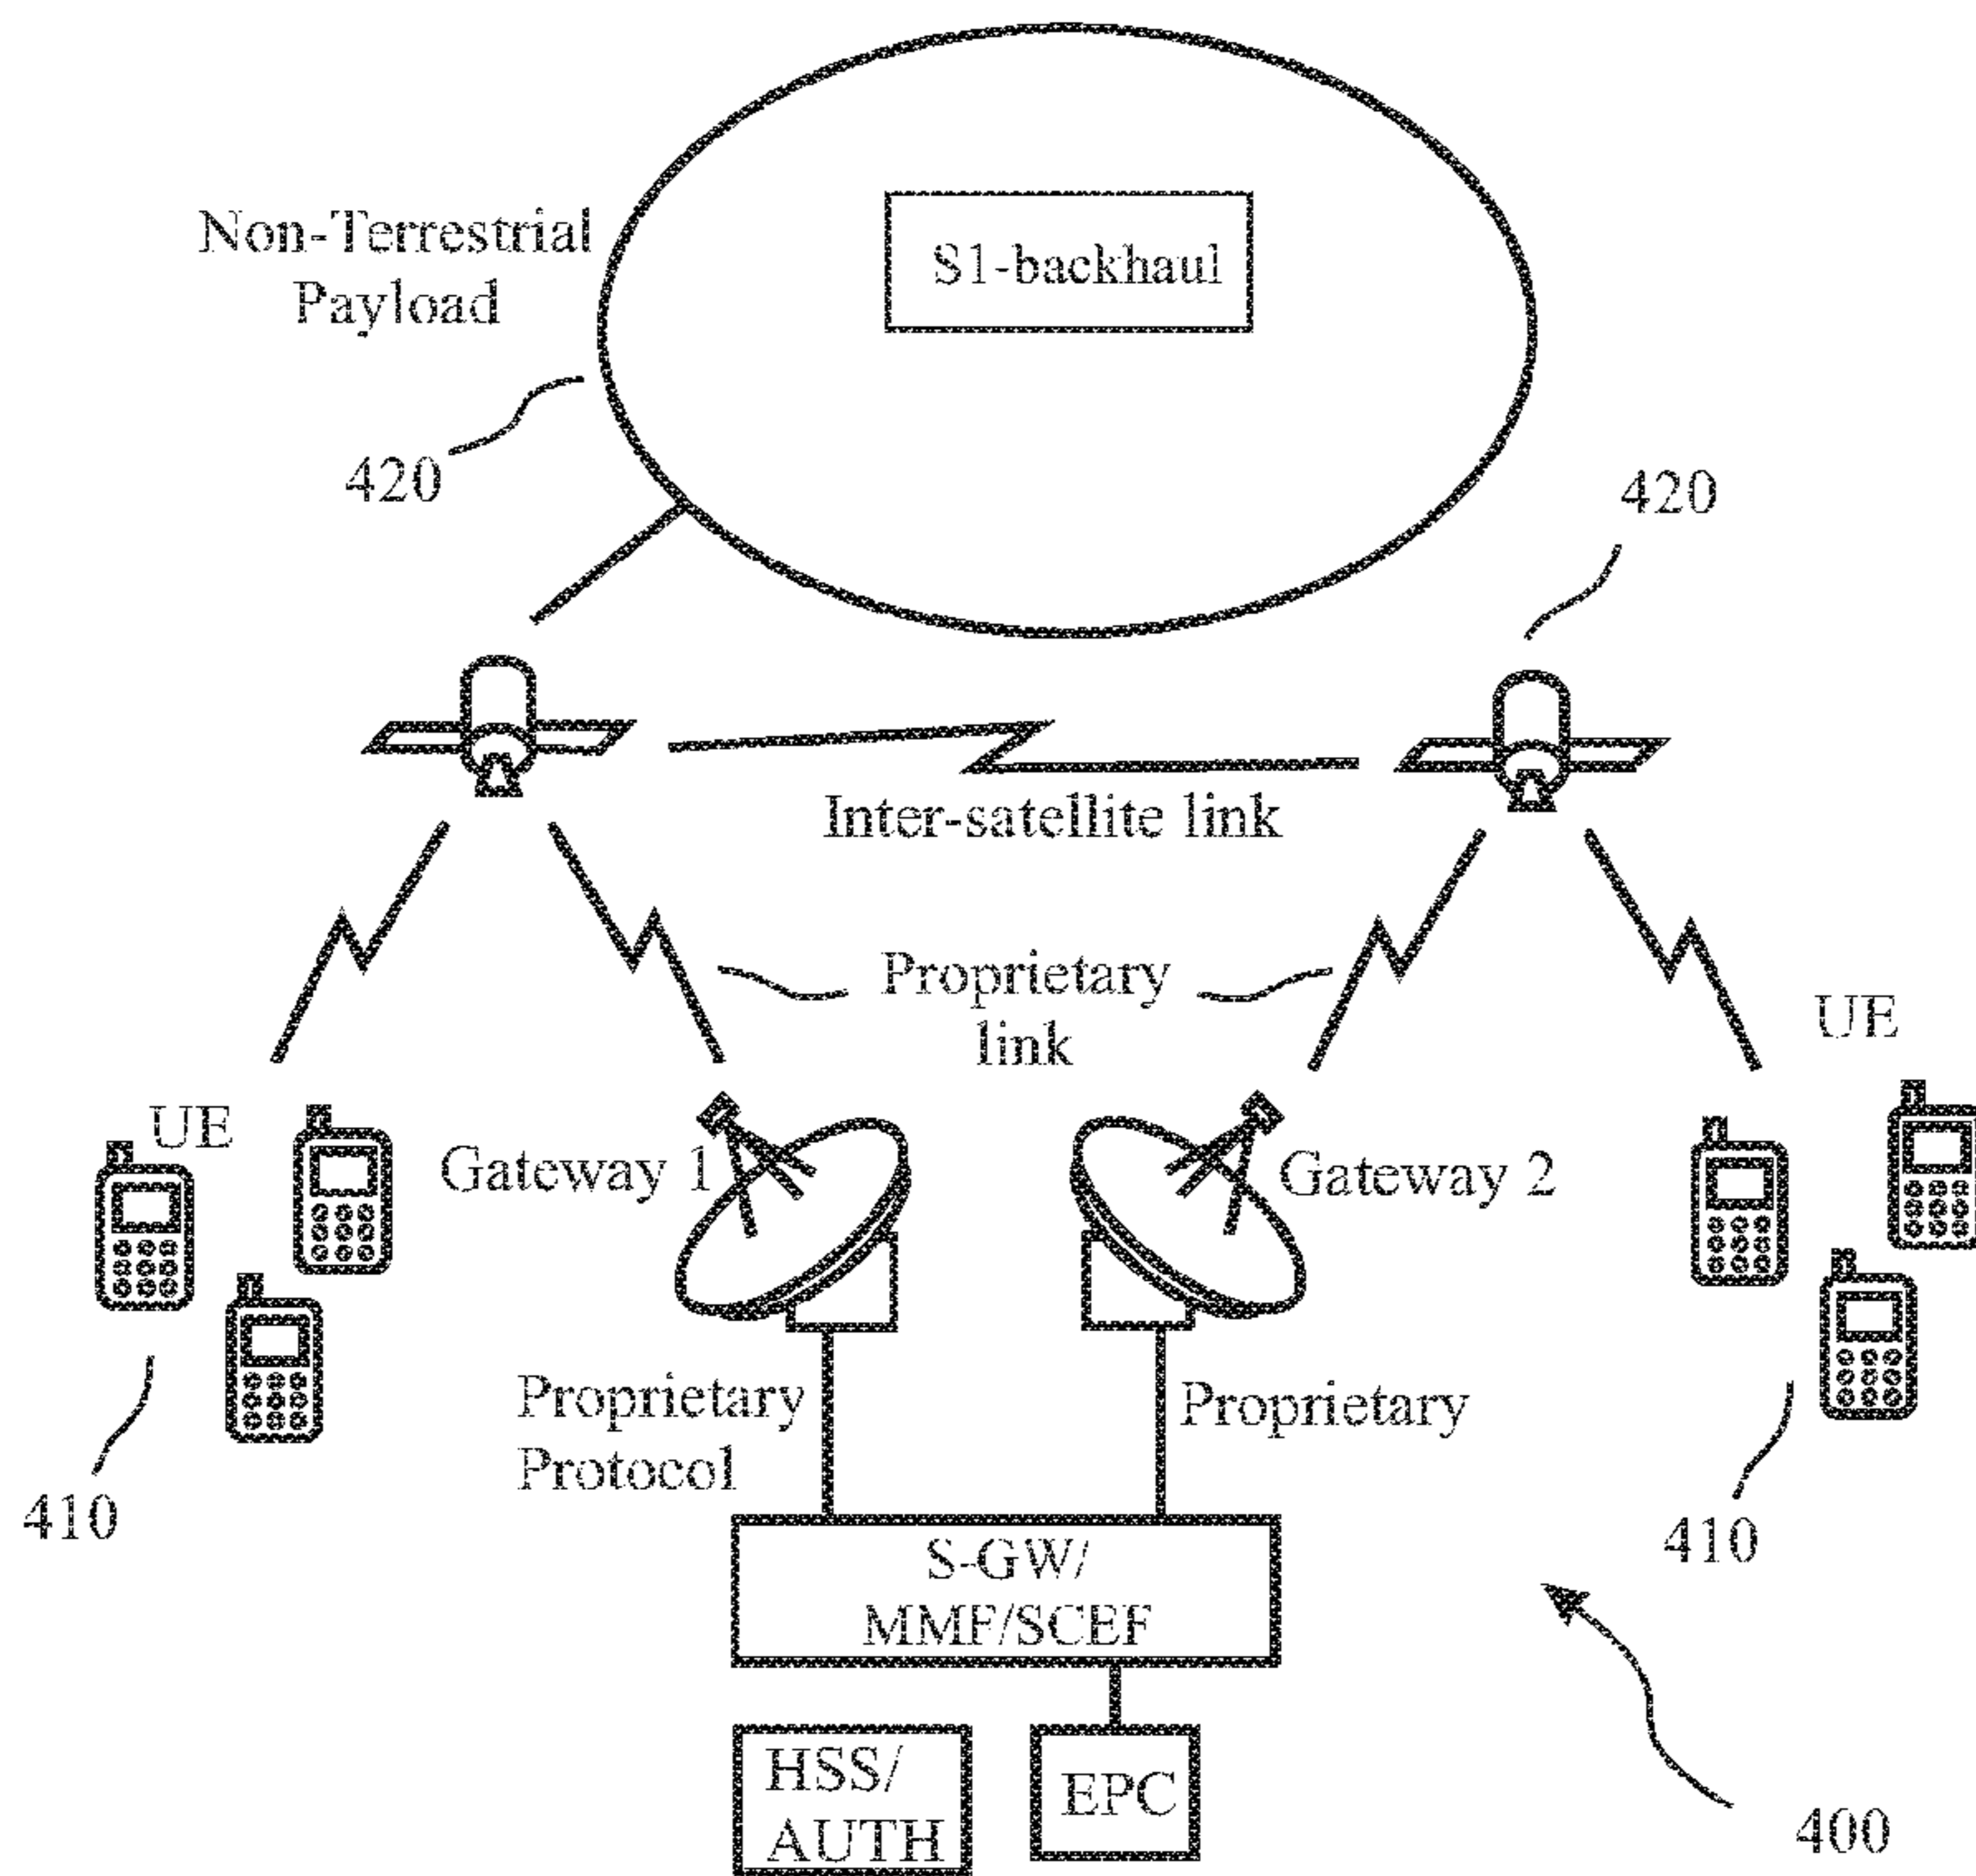 Non-Terrestrial
Payload
S1-backhaul
420
420
Inter-satellite link
Proprietary
link
UE
UE
Gateway 1
Gateway 2
Proprietary
Protocol
Proprietary
410
410
S-GW/
MMF/SCEF
HSS/
AUTH
EPC
400